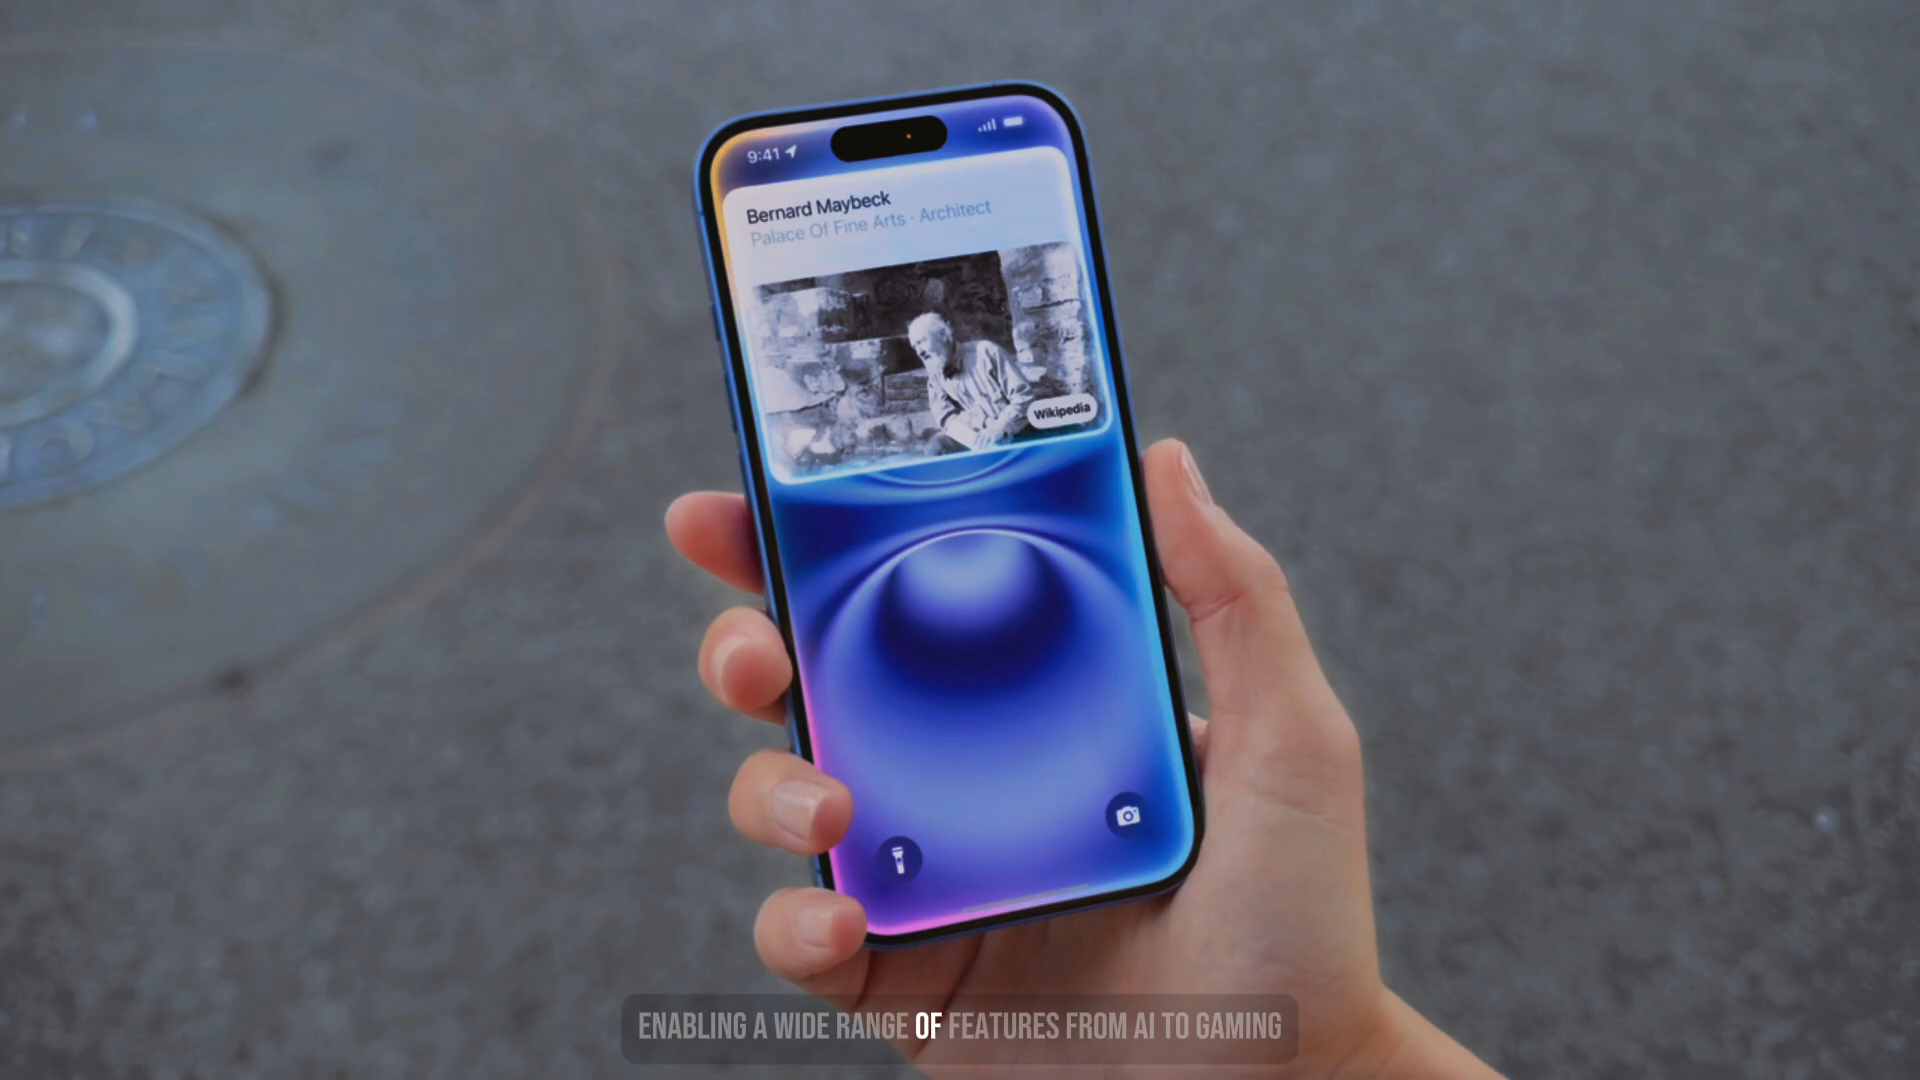 9:41
Bernard Maybeck
Palace Of Fine Arts · Architect
Wikipedia
ENABLING A WIDE RANGE OF FEATURES FROM AI TO GAMING